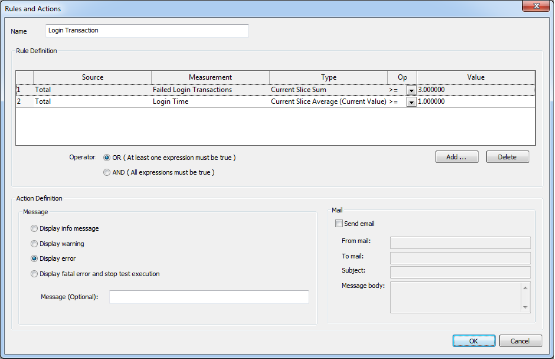 Rules and Actions
Name Login Transaction
Rule Definition
Source Measurement Type Op Value
1 Total Failed Login Transactions Current Slice Sum >= 3.000000
2 Total Login Time Current Slice Average (Current Value) >= 1.000000
Operator OR ( At least one expression must be true ) Add ... Delete
AND ( All expressions must be true )
Action Definition
Message
Display info message
Display warning
Display error
Display fatal error and stop test execution
Message (Optional):
Mail
Send email
From mail:
To mail:
Subject:
Message body:
OK Cancel